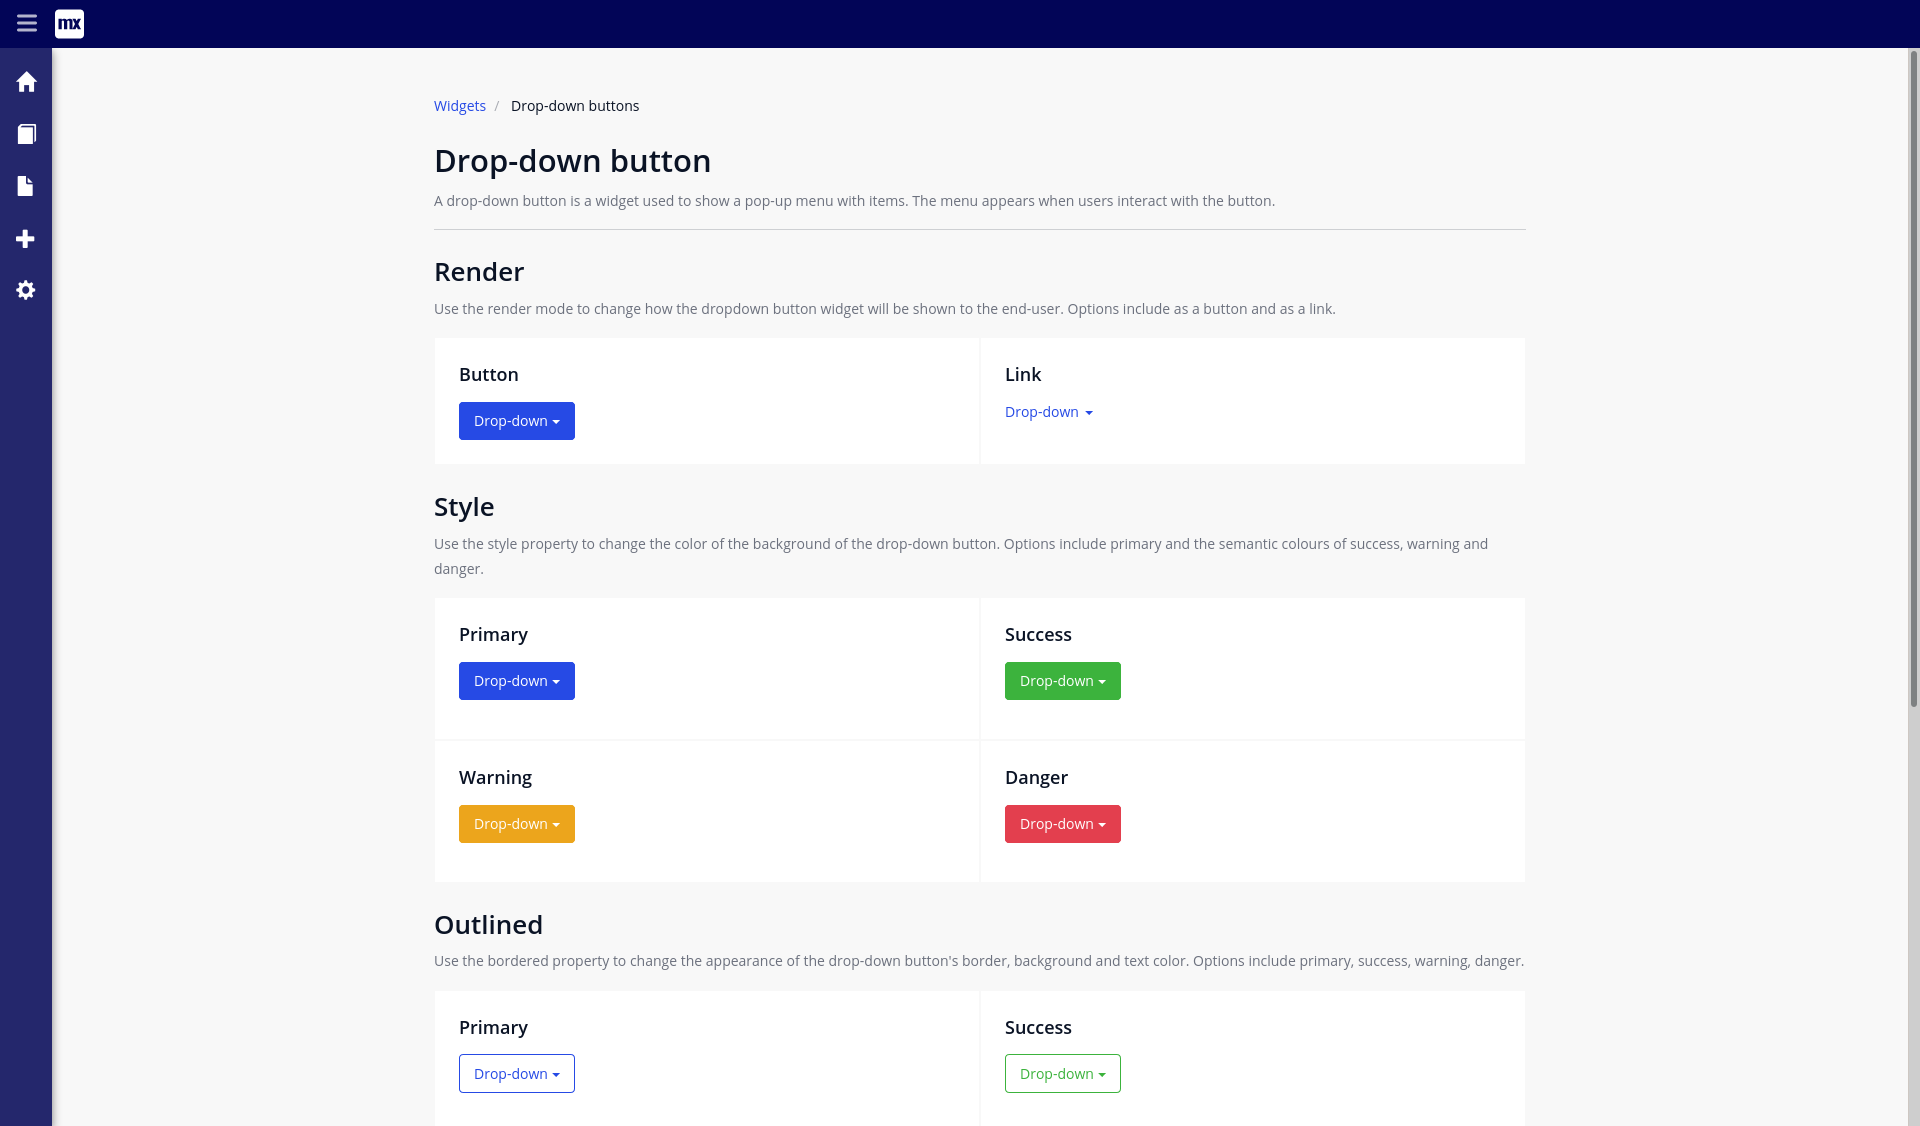 mx
Widgets / Drop-down buttons
Drop-down button
A drop-down button is a widget used to show a pop-up menu with items. The menu appears when users interact with the button.
Render
Use the render mode to change how the dropdown button widget will be shown to the end-user. Options include as a button and as a link.
Button
Link
Drop-down
Drop-down
Style
Use the style property to change the color of the background of the drop-down button. Options include primary and the semantic colours of success, warning and
danger.
Primary
Success
Drop-down
Drop-down
Warning
Danger
Drop-down
Drop-down
Outlined
Use the bordered property to change the appearance of the drop-down button's border, background and text color. Options include primary, success, warning, danger.
Primary
Success
Drop-down
Drop-down